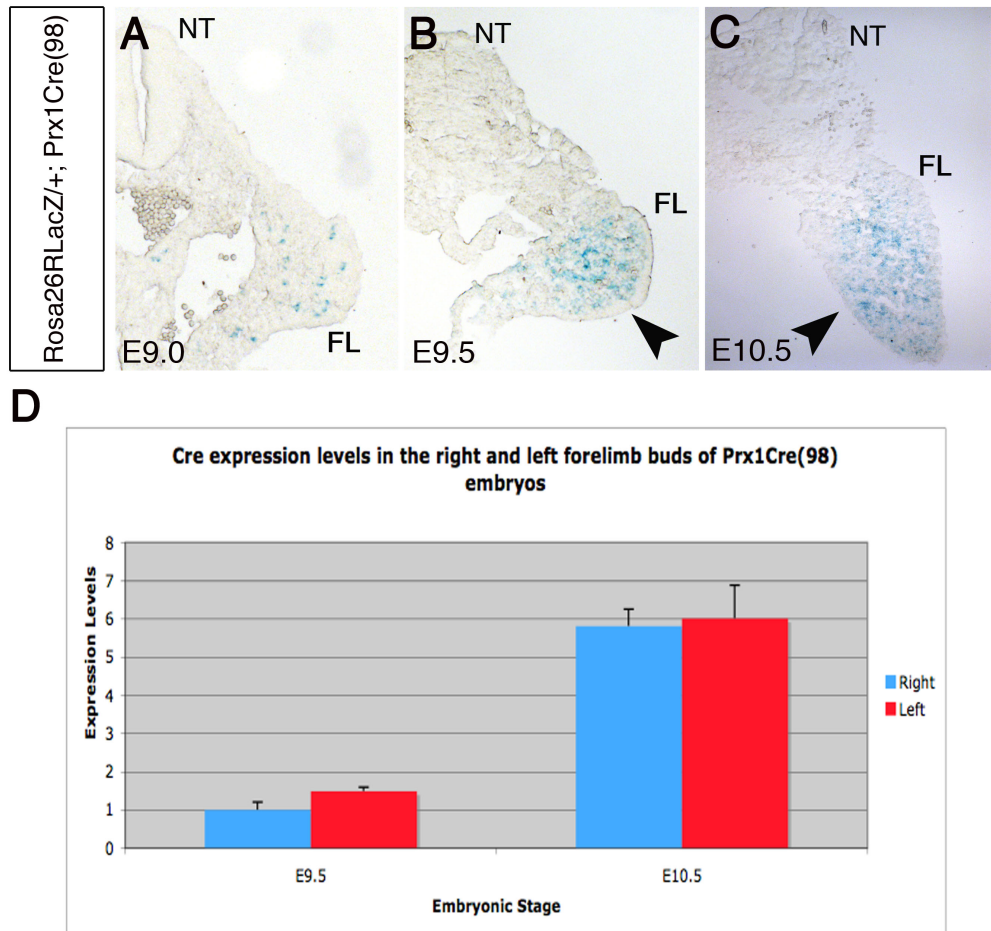 Rosa26RLacZ/+; Prx1Cre(98)
A
NT
E9.0
FL
B
NT
FL
E9.5
C
NT
FL
E10.5
D
Cre expression levels in the right and left forelimb buds of Prx1Cre(98)
embryos
Expression Levels
8
7
6
5
4
3
2
1
0
E9.5
E10.5
Embryonic Stage
Right
Left